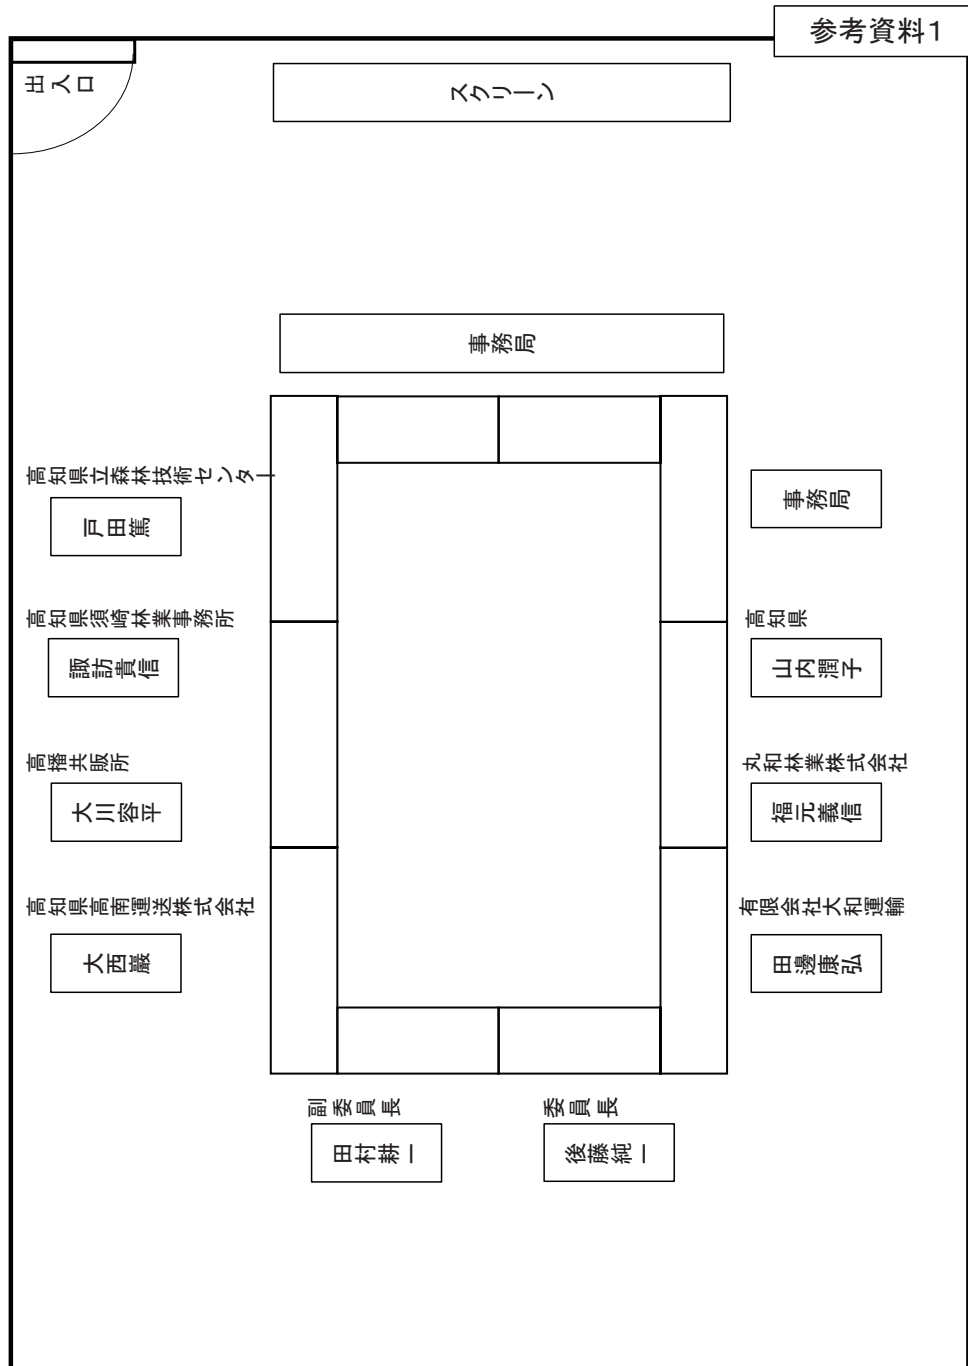 参考資料1
出入口
スクリーン
事務局
高知県立森林技術センター
戸田篤
事務局
高知県須崎林業事務所
諏訪貴信
高知県
山内潤子
高幡共販所
大川容平
丸和林業株式会社
福元義信
高知県高南運送株式会社
大西巌
有限会社大和運輸
田邊康弘
副委員長
田村耕一
委員長
後藤純一